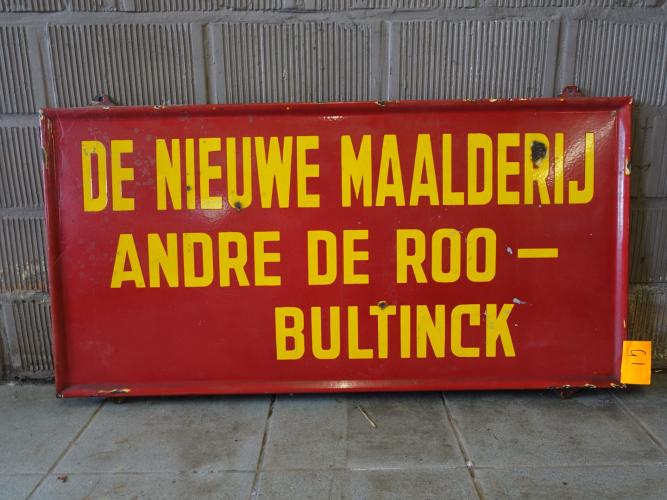 DE NIEUWE MAALDERIJ
ANDRE DE ROO —
BULTINCK